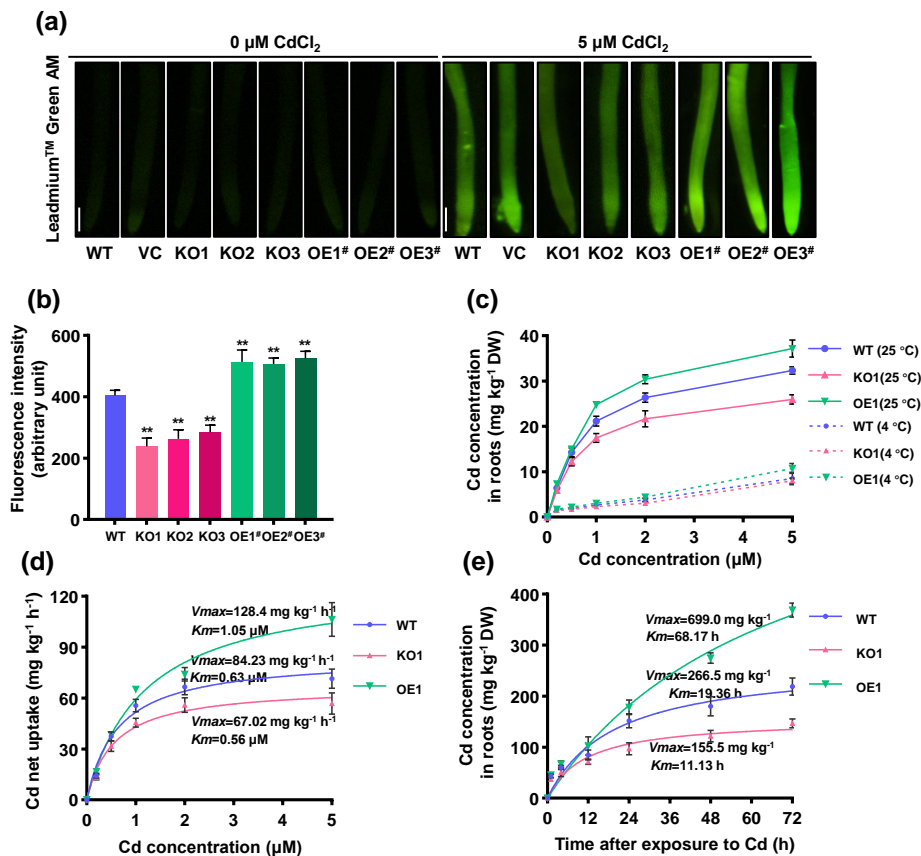 (a)
0 µM CdCl2
5 µM CdCl2
Leadmium™ Green AM
WT VC KO1 KO2 KO3 OE1# OE2# OE3# WT VC KO1 KO2 KO3 OE1# OE2# OE3#
(b)
Fluorescence intensity
(arbitrary unit)
600
400
200
0
** ** ** ** ** **
WT KO1 KO2 KO3 OE1# OE2# OE3#
(c)
Cd concentration
in roots (mg kg-1 DW)
40
30
20
10
0
0 1 2 3 4 5
Cd concentration (µM)
WT (25 °C)
KO1(25 °C)
OE1(25 °C)
WT (4 °C)
KO1(4 °C)
OE1(4 °C)
(d)
Cd net uptake (mg kg-1 h-1)
120
90
60
30
0
0 1 2 3 4 5
Cd concentration (µM)
Vmax=128.4 mg kg-1 h-1
Km=1.05 µM
Vmax=84.23 mg kg-1 h-1
Km=0.63 µM
Vmax=67.02 mg kg-1 h-1
Km=0.56 µM
WT
KO1
OE1
(e)
Cd concentration
in roots (mg kg-1 DW)
400
300
200
100
0
0 12 24 36 48 60 72
Time after exposure to Cd (h)
Vmax=699.0 mg kg-1
Km=68.17 h
Vmax=266.5 mg kg-1
Km=19.36 h
Vmax=155.5 mg kg-1
Km=11.13 h
WT
KO1
OE1